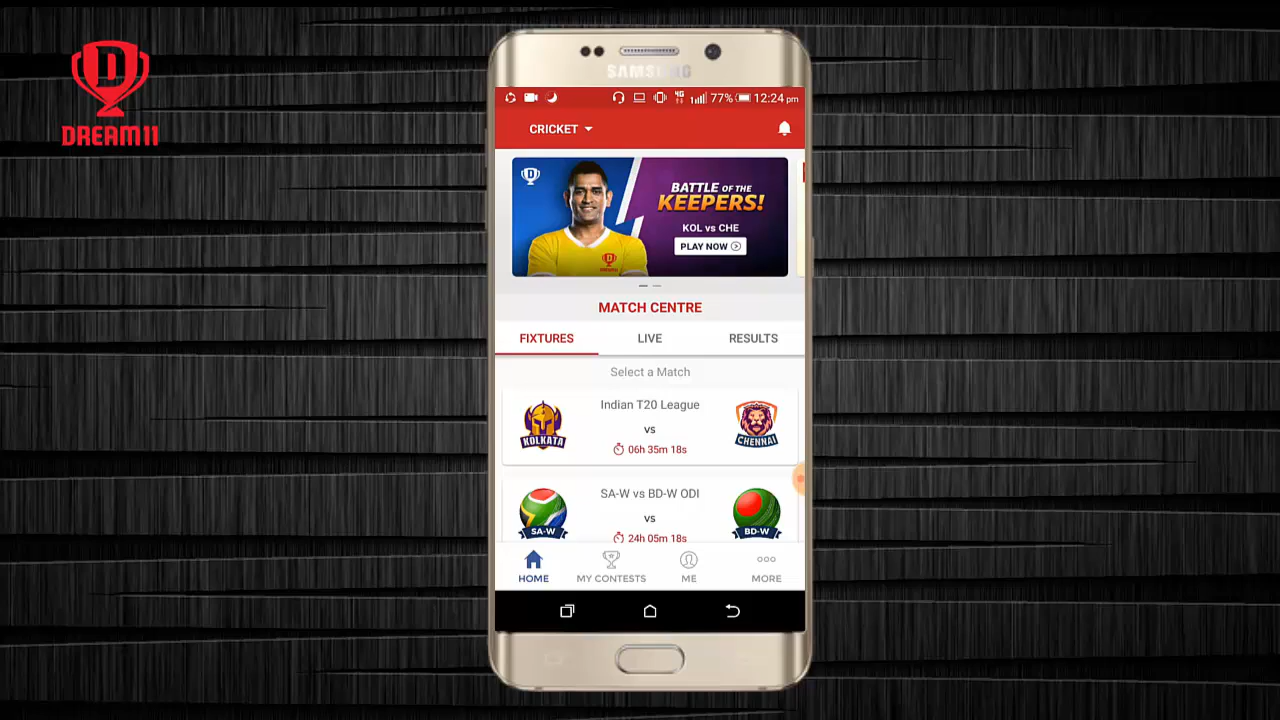 D
DREAM11
SAMSUNG
4G 77% 12:24 pm
CRICKET
D
BATTLE OF THE
KEEPERS!
KOL vs CHE
PLAY NOW
DREAM11
MATCH CENTRE
FIXTURES LIVE RESULTS
Select a Match
Indian T20 League
KOLKATA vs CHENNAI
06h 35m 18s
SA-W vs BD-W ODI
vs
SA-W BD-W
24h 05m 18s
HOME MY CONTESTS ME MORE